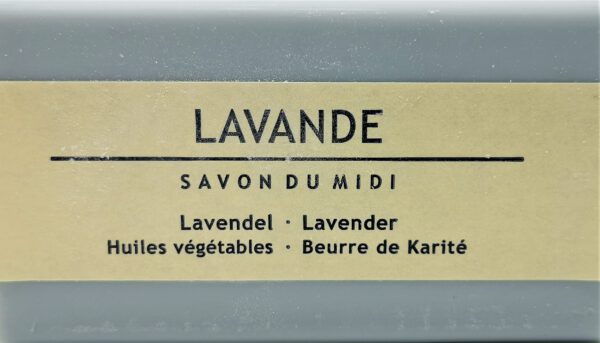 LAVANDE
SAVON DU MIDI
Lavendel · Lavender
Huiles végétables · Beurre de Karité